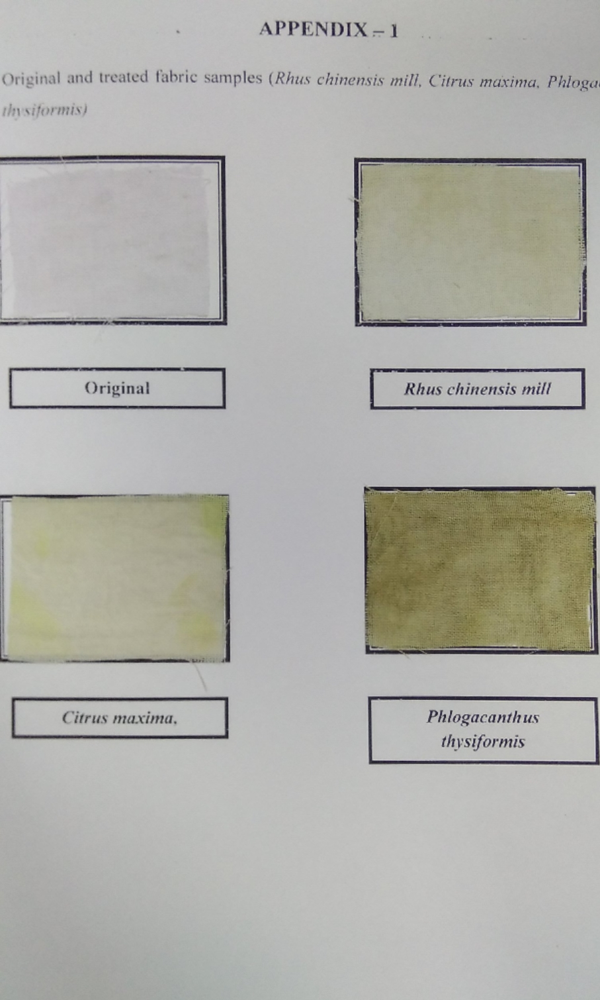 APPENDIX – 1
Original and treated fabric samples (Rhus chinensis mill, Citrus maxima, Phloga
thysiformis)
Original
Rhus chinensis mill
Citrus maxima,
Phlogacanthus
thysiformis